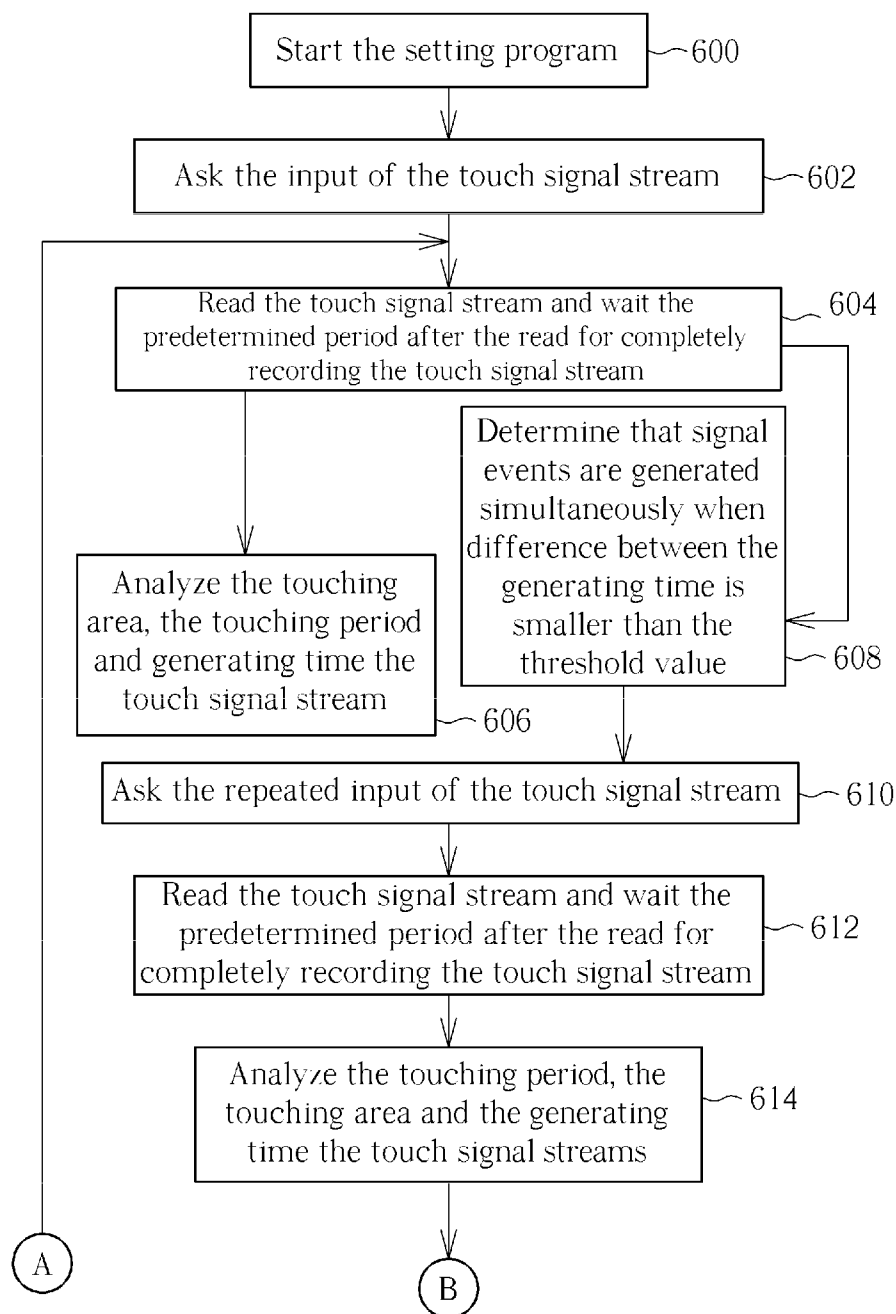 Start the setting program
600
Ask the input of the touch signal stream
602
Read the touch signal stream and wait the
predetermined period after the read for completely
recording the touch signal stream
604
Determine that signal
events are generated
simultaneously when
difference between the
generating time is
smaller than the
threshold value
608
Analyze the touching
area, the touching period
and generating time the
touch signal stream
606
Ask the repeated input of the touch signal stream
610
Read the touch signal stream and wait the
predetermined period after the read for
completely recording the touch signal stream
612
Analyze the touching period, the
touching area and the generating
time the touch signal streams
614
A
B